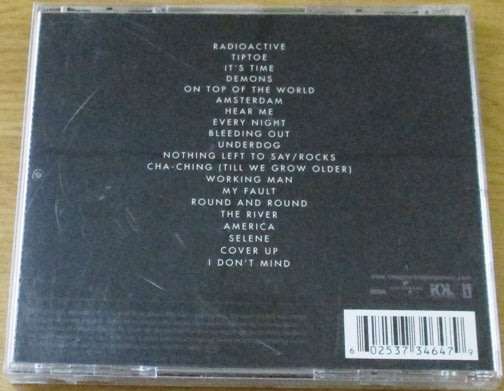 RADIOACTIVE
TIPTOE
IT'S TIME
DEMONS
ON TOP OF THE WORLD
AMSTERDAM
HEAR ME
EVERY NIGHT
BLEEDING OUT
UNDERDOG
NOTHING LEFT TO SAY/ROCKS
CHA-CHING (TILL WE GROW OLDER)
WORKING MAN
MY FAULT
ROUND AND ROUND
THE RIVER
AMERICA
SELENE
COVER UP
I DON'T MIND
6 02537 34647 9